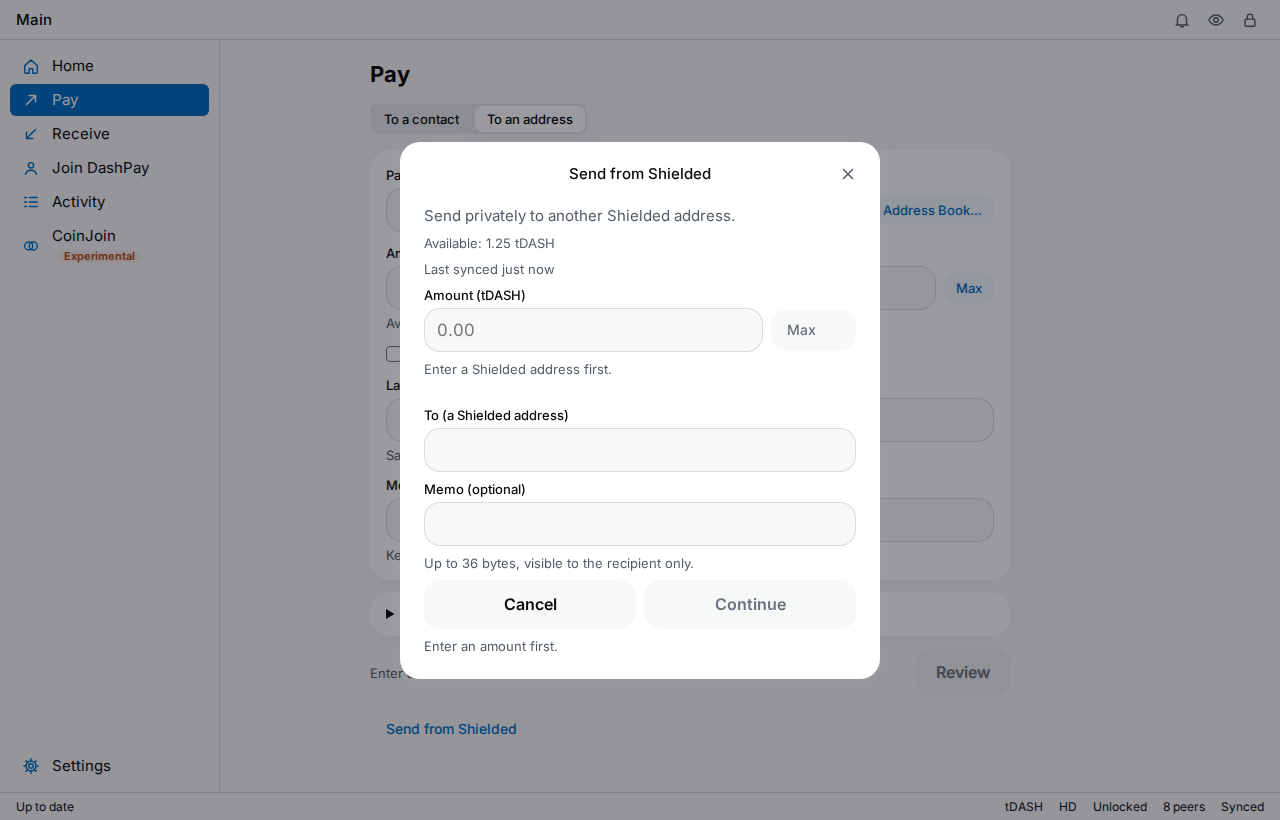 Main
Home
Pay
Receive
Join DashPay
Activity
CoinJoin
Experimental
Settings
Pay
To a contact
To an address
Address Book...
Max
Send from Shielded
Send privately to another Shielded address.
Available: 1.25 tDASH
Last synced just now
Amount (tDASH)
0.00
Max
Enter a Shielded address first.
To (a Shielded address)
Memo (optional)
Up to 36 bytes, visible to the recipient only.
Cancel
Continue
Enter an amount first.
Enter
Review
Send from Shielded
Up to date
tDASH
HD
Unlocked
8 peers
Synced